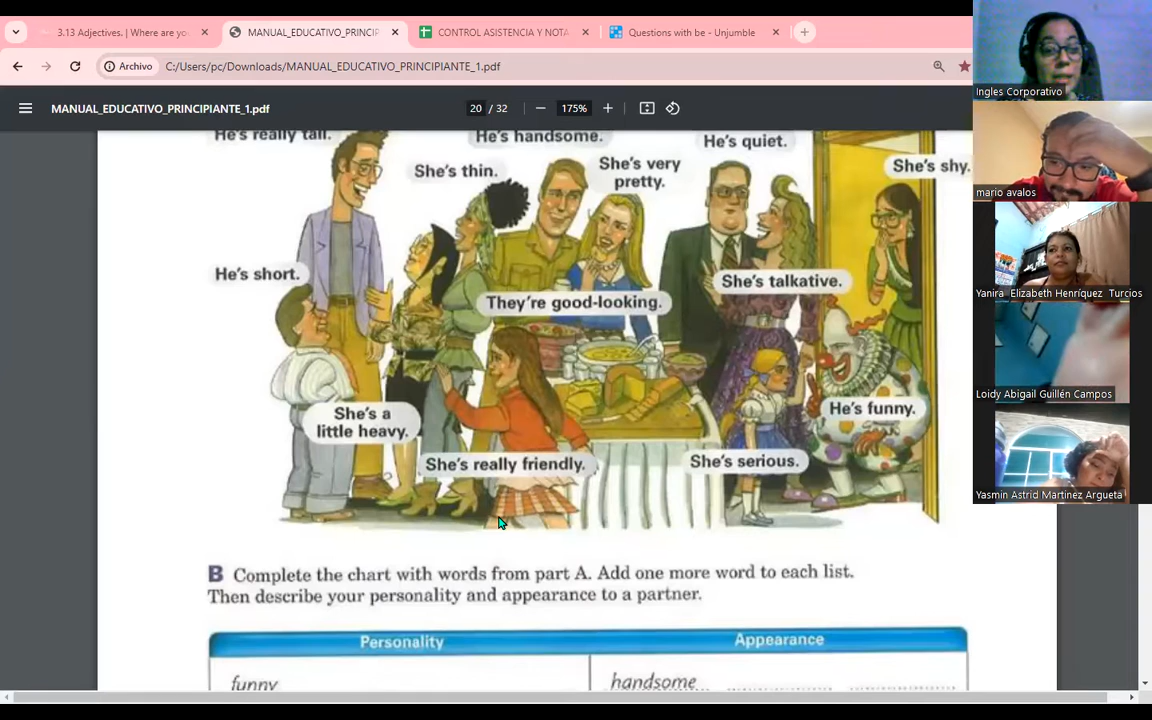 3.13 Adjectives. | Where are yo
MANUAL_EDUCATIVO_PRINCIP
CONTROL ASISTENCIA Y NOTA
Questions with be - Unjumble
Archivo
C:/Users/pc/Downloads/MANUAL_EDUCATIVO_PRINCIPIANTE_1.pdf
MANUAL_EDUCATIVO_PRINCIPIANTE_1.pdf
20 / 32
175%
He's really tall.
He's handsome.
He's quiet.
She's thin.
She's very
pretty.
She's shy.
He's short.
She's talkative.
They're good-looking.
She's a
little heavy.
He's funny.
She's really friendly.
She's serious.
B Complete the chart with words from part A. Add one more word to each list.
Then describe your personality and appearance to a partner.
Personality
Appearance
funny
handsome
Ingles Corporativo
mario avalos
Yanira Elizabeth Henríquez Turcios
Loidy Abigail Guillén Campos
Yasmin Astrid Martinez Argueta